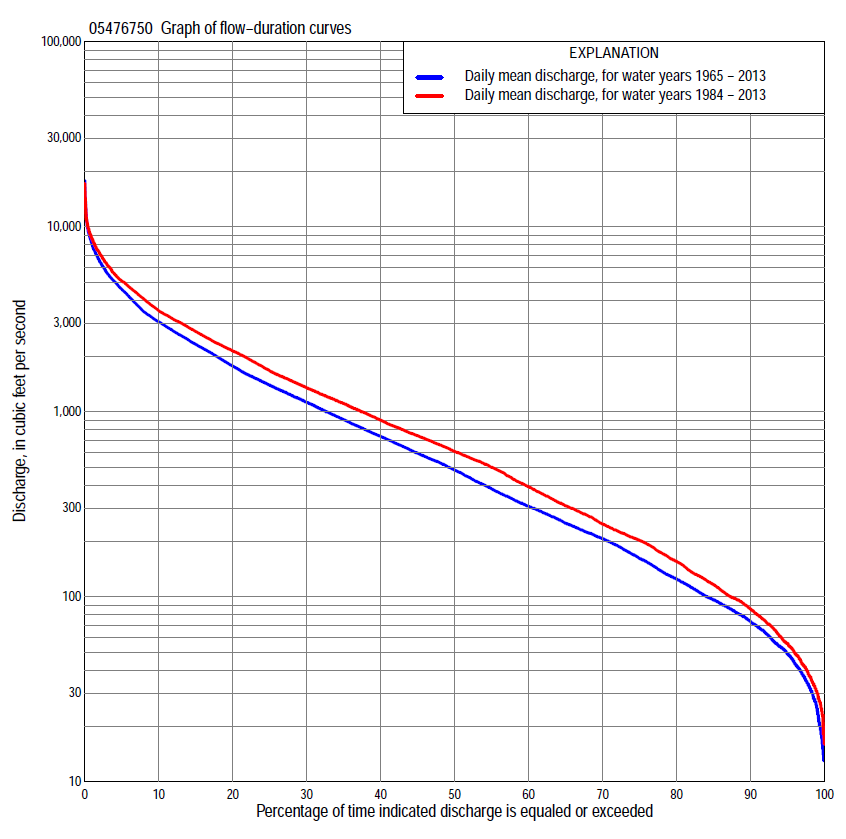 05476750 Graph of flow–duration curves
EXPLANATION
Daily mean discharge, for water years 1965 – 2013
Daily mean discharge, for water years 1984 – 2013
Discharge, in cubic feet per second
100,000
30,000
10,000
3,000
1,000
300
100
30
10
0 10 20 30 40 50 60 70 80 90 100
Percentage of time indicated discharge is equaled or exceeded